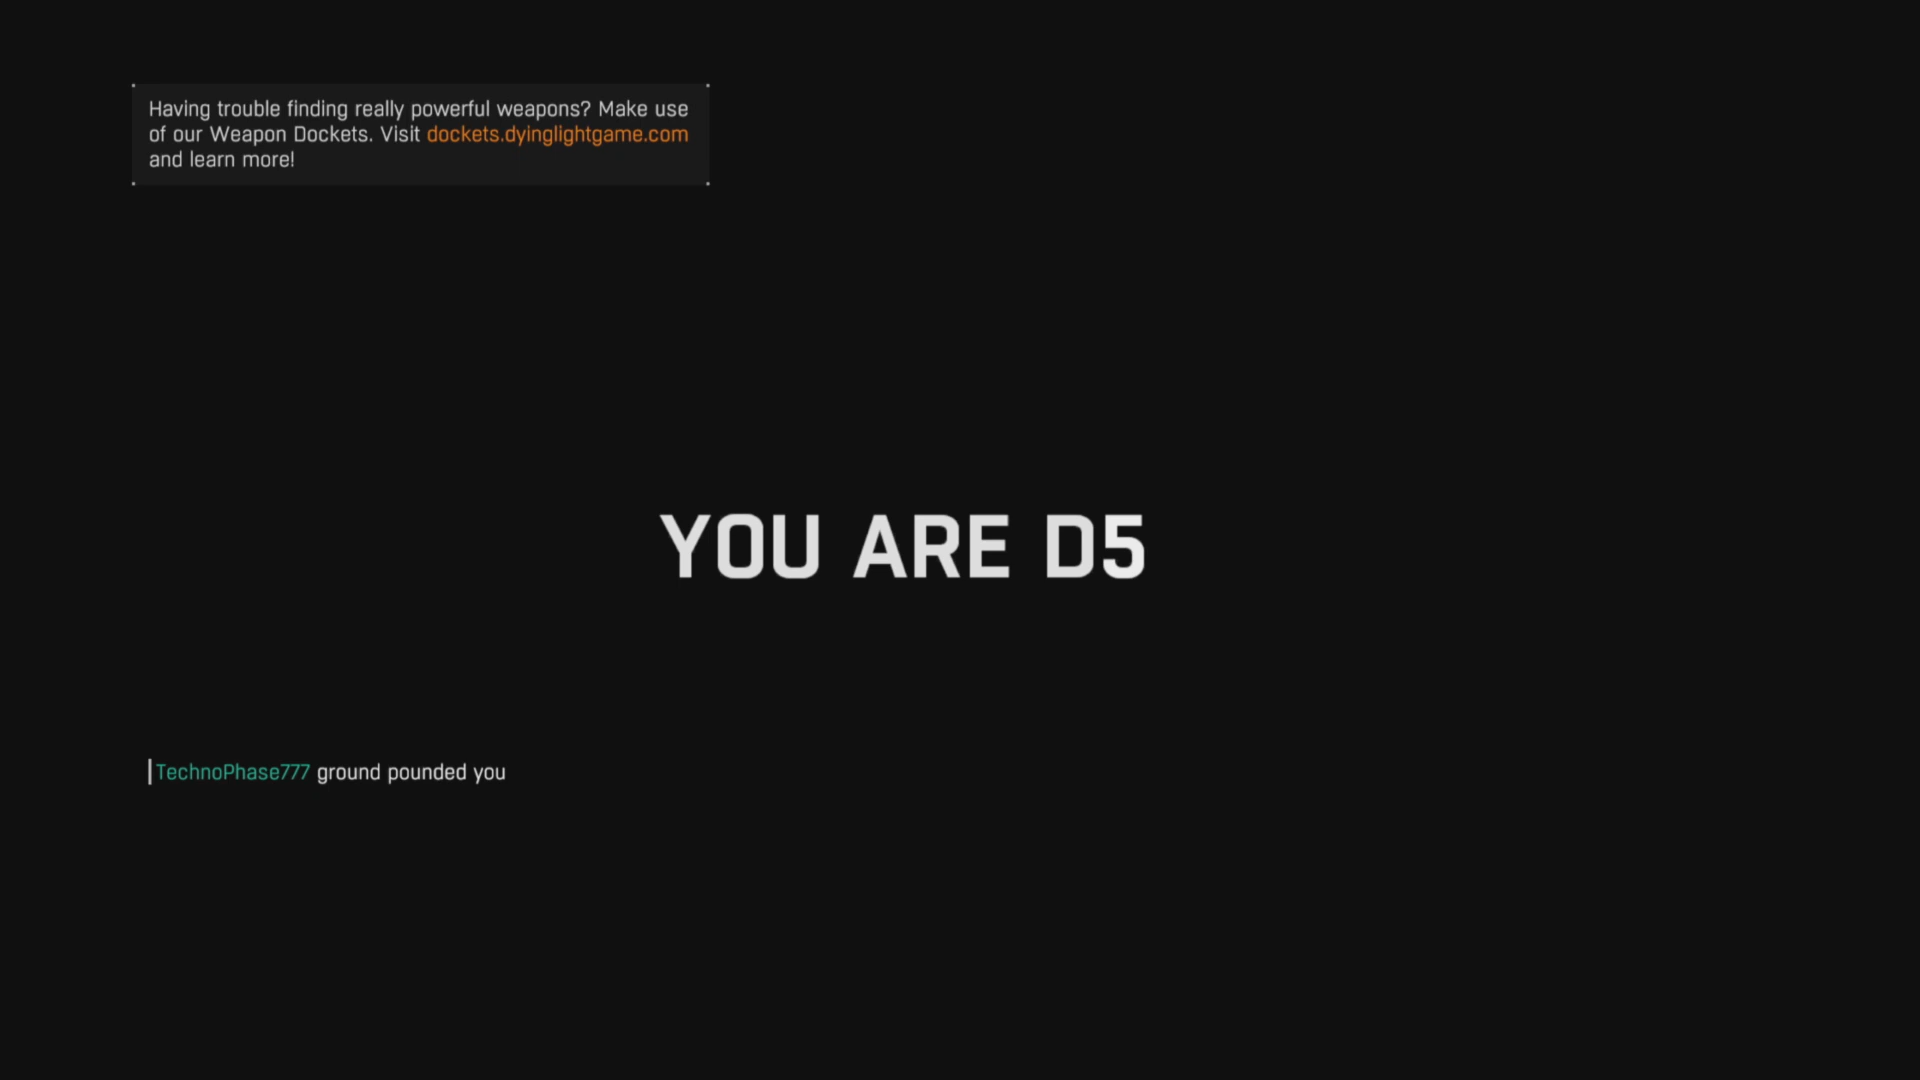 Having trouble finding really powerful weapons? Make use
of our Weapon Dockets. Visit dockets.dyinglightgame.com
and learn more!
YOU ARE D5
TechnoPhase777 ground pounded you